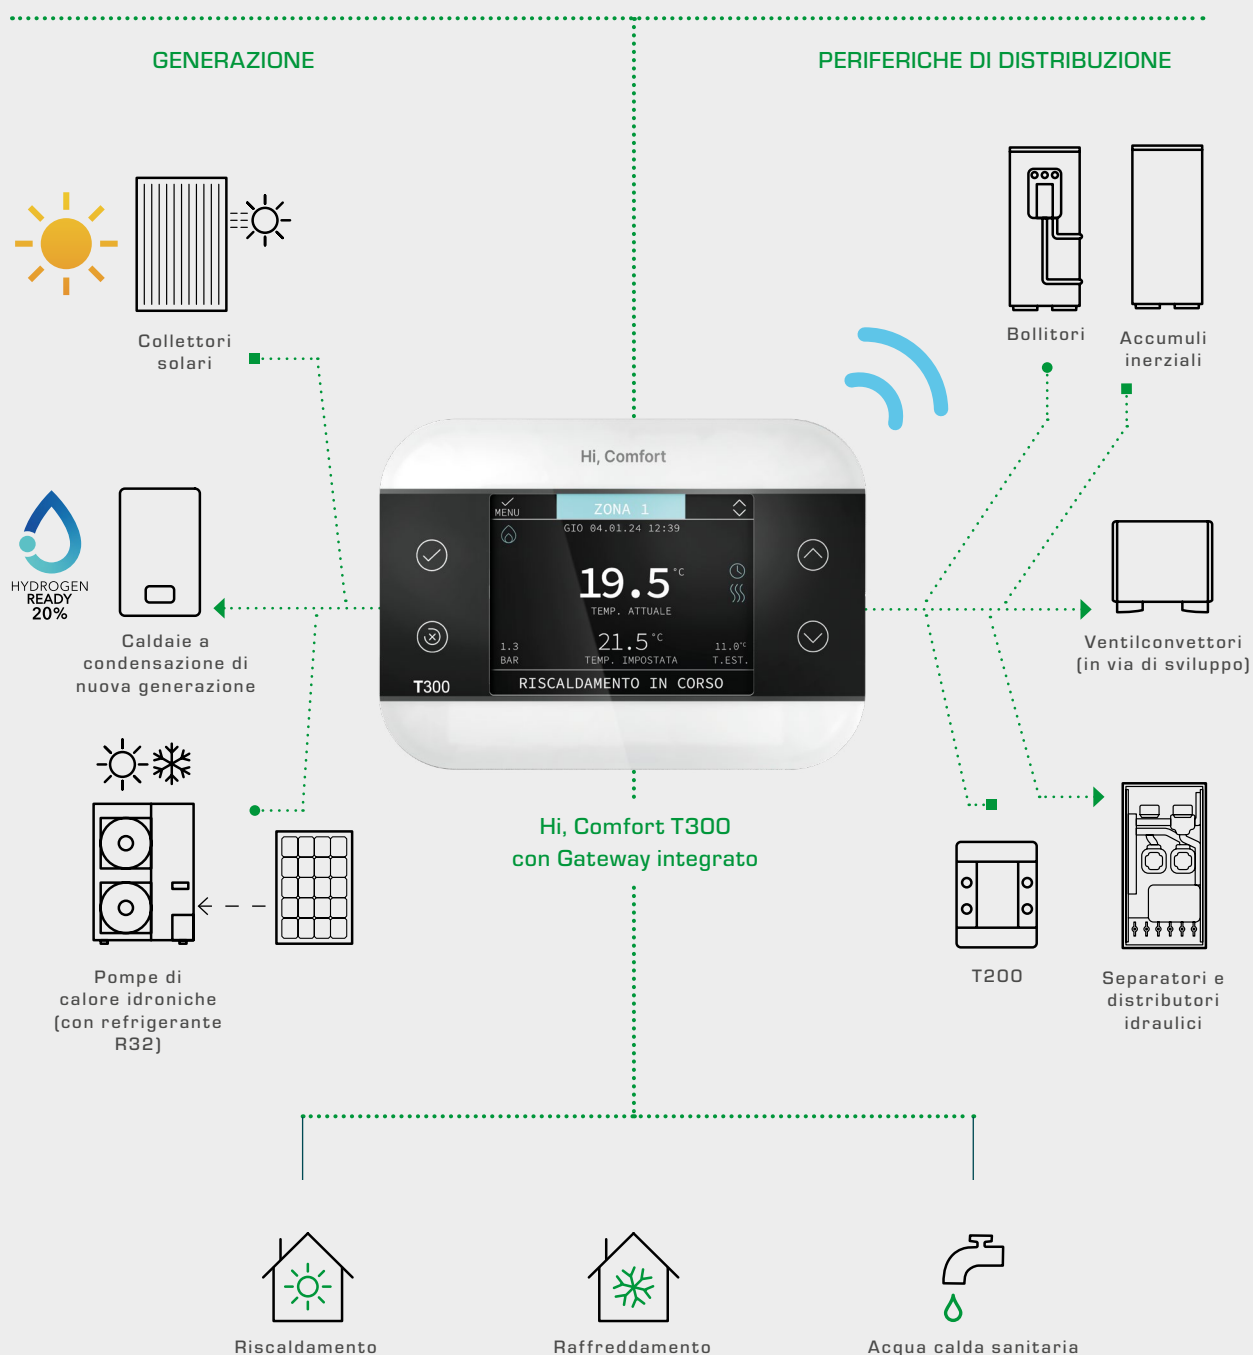 GENERAZIONE
PERIFERICHE DI DISTRIBUZIONE
Collettori
solari
Bollitori
Accumuli
inerziali
Hi, Comfort
MENU
ZONA 1
GIO 04.01.24 12:39
19.5 °C
TEMP. ATTUALE
1.3
BAR
21.5 °C
TEMP. IMPOSTATA
11.0°C
T.EST.
T300
RISCALDAMENTO IN CORSO
HYDROGEN
READY
20%
Caldaie a
condensazione di
nuova generazione
Ventilconvettori
(in via di sviluppo)
Hi, Comfort T300
con Gateway integrato
Pompe di
calore idroniche
(con refrigerante
R32)
T200
Separatori e
distributori
idraulici
Riscaldamento
Raffreddamento
Acqua calda sanitaria